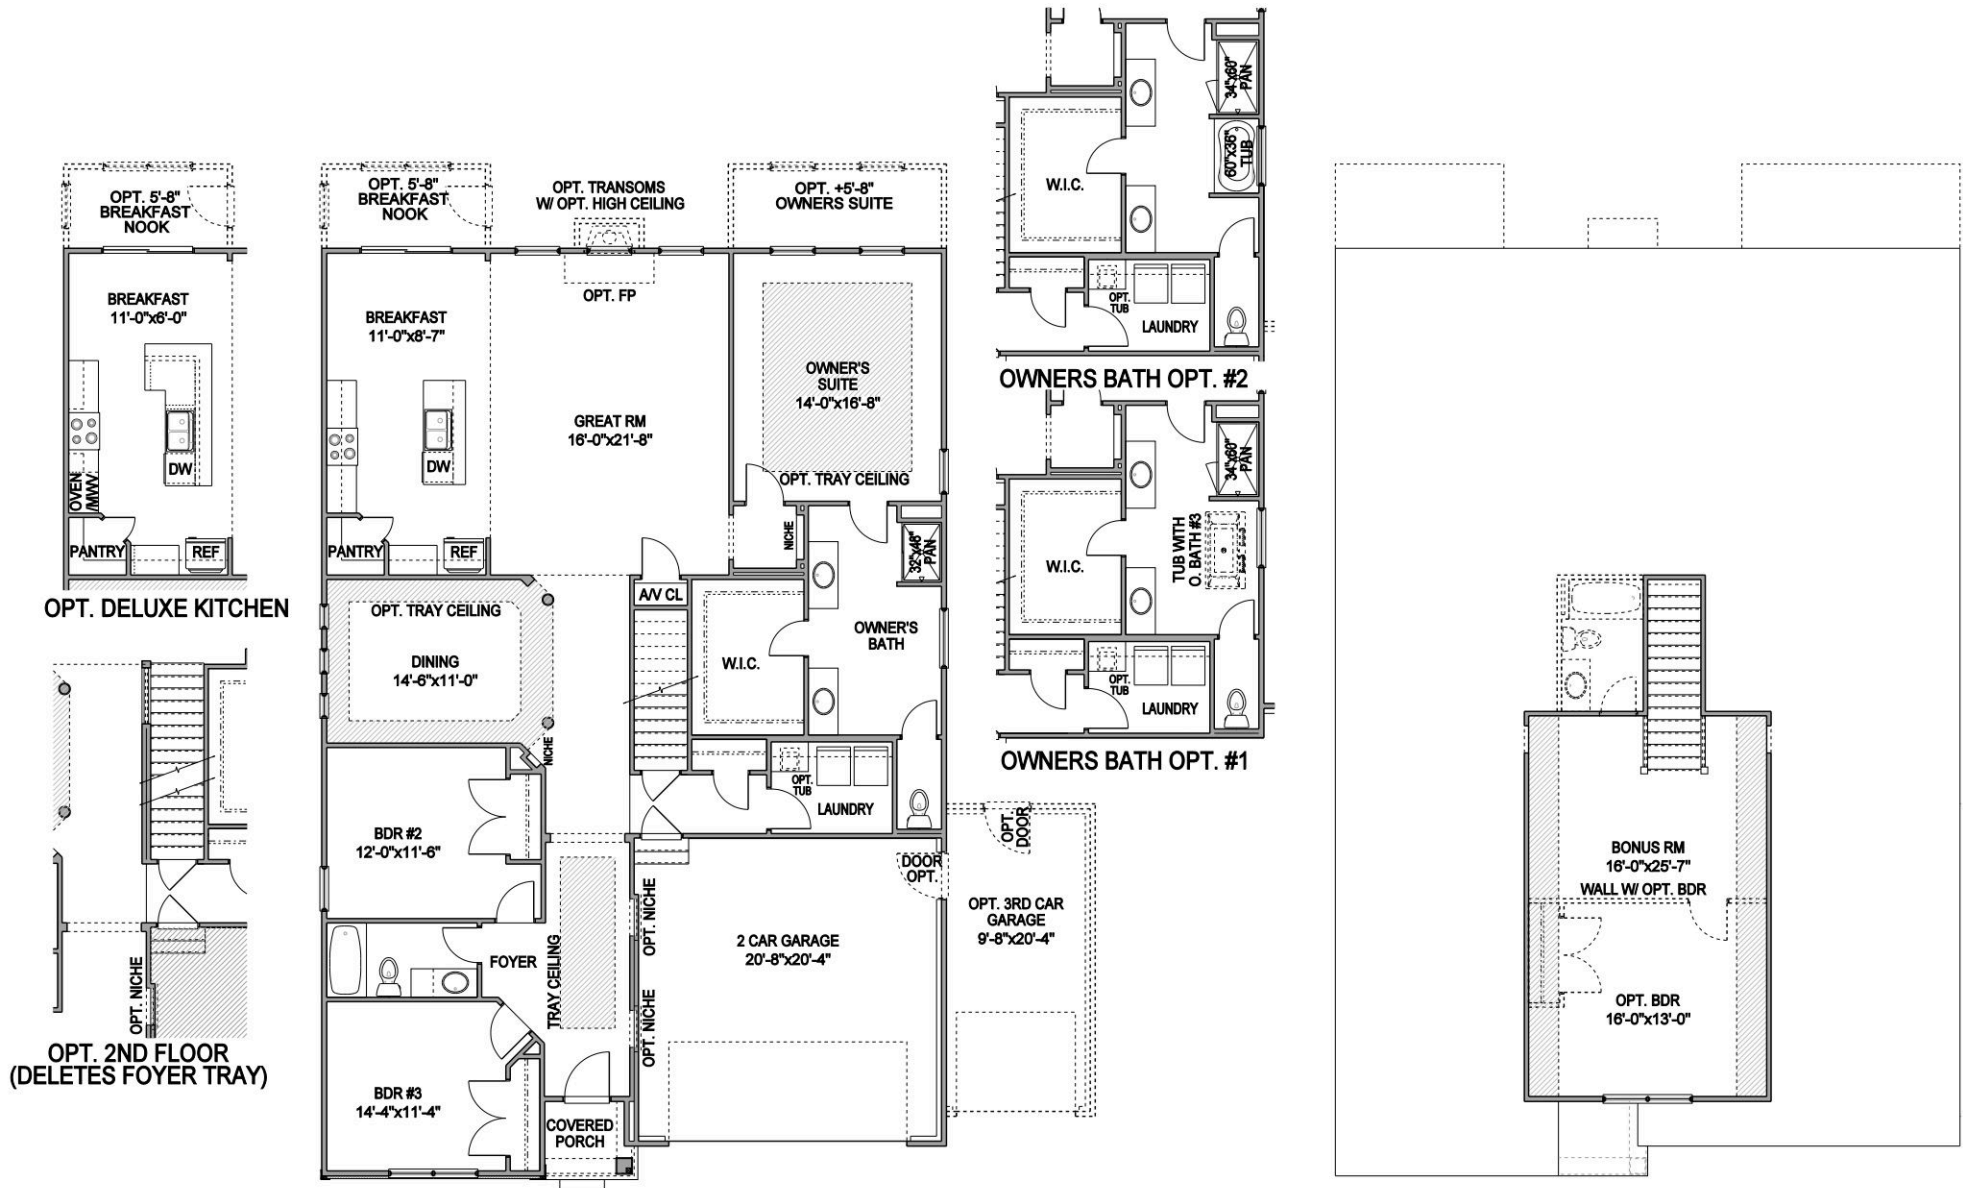 OPT. 5'-8"
BREAKFAST
NOOK
BREAKFAST
11'-0"x6'-0"
DW
OVEN
/MWV
PANTRY
REF
OPT. DELUXE KITCHEN
OPT. NICHE
OPT. 2ND FLOOR
(DELETES FOYER TRAY)
OPT. 5'-8"
BREAKFAST
NOOK
OPT. TRANSOMS
W/ OPT. HIGH CEILING
OPT. +5'-8"
OWNERS SUITE
OPT. FP
BREAKFAST
11'-0"x8'-7"
OWNER'S
SUITE
14'-0"x16'-8"
GREAT RM
16'-0"x21'-8"
DW
OPT. TRAY CEILING
NICHE
32"x48"
PAN
PANTRY
REF
A/V CL
OPT. TRAY CEILING
DINING
14'-6"x11'-0"
W.I.C.
OWNER'S
BATH
NICHE
OPT.
TUB
LAUNDRY
BDR #2
12'-0"x11'-6"
DOOR
OPT.
OPT.
DOOR
OPT. NICHE
OPT. 3RD CAR
GARAGE
9'-8"x20'-4"
2 CAR GARAGE
20'-8"x20'-4"
FOYER
TRAY CEILING
OPT. NICHE
BDR #3
14'-4"x11'-4"
COVERED
PORCH
34"x60"
PAN
60"x36"
TUB
W.I.C.
OPT.
TUB
LAUNDRY
OWNERS BATH OPT. #2
34"x60"
PAN
TUB WITH
O. BATH #3
W.I.C.
OPT.
TUB
LAUNDRY
OWNERS BATH OPT. #1
BONUS RM
16'-0"x25'-7"
WALL W/ OPT. BDR
OPT. BDR
16'-0"x13'-0"